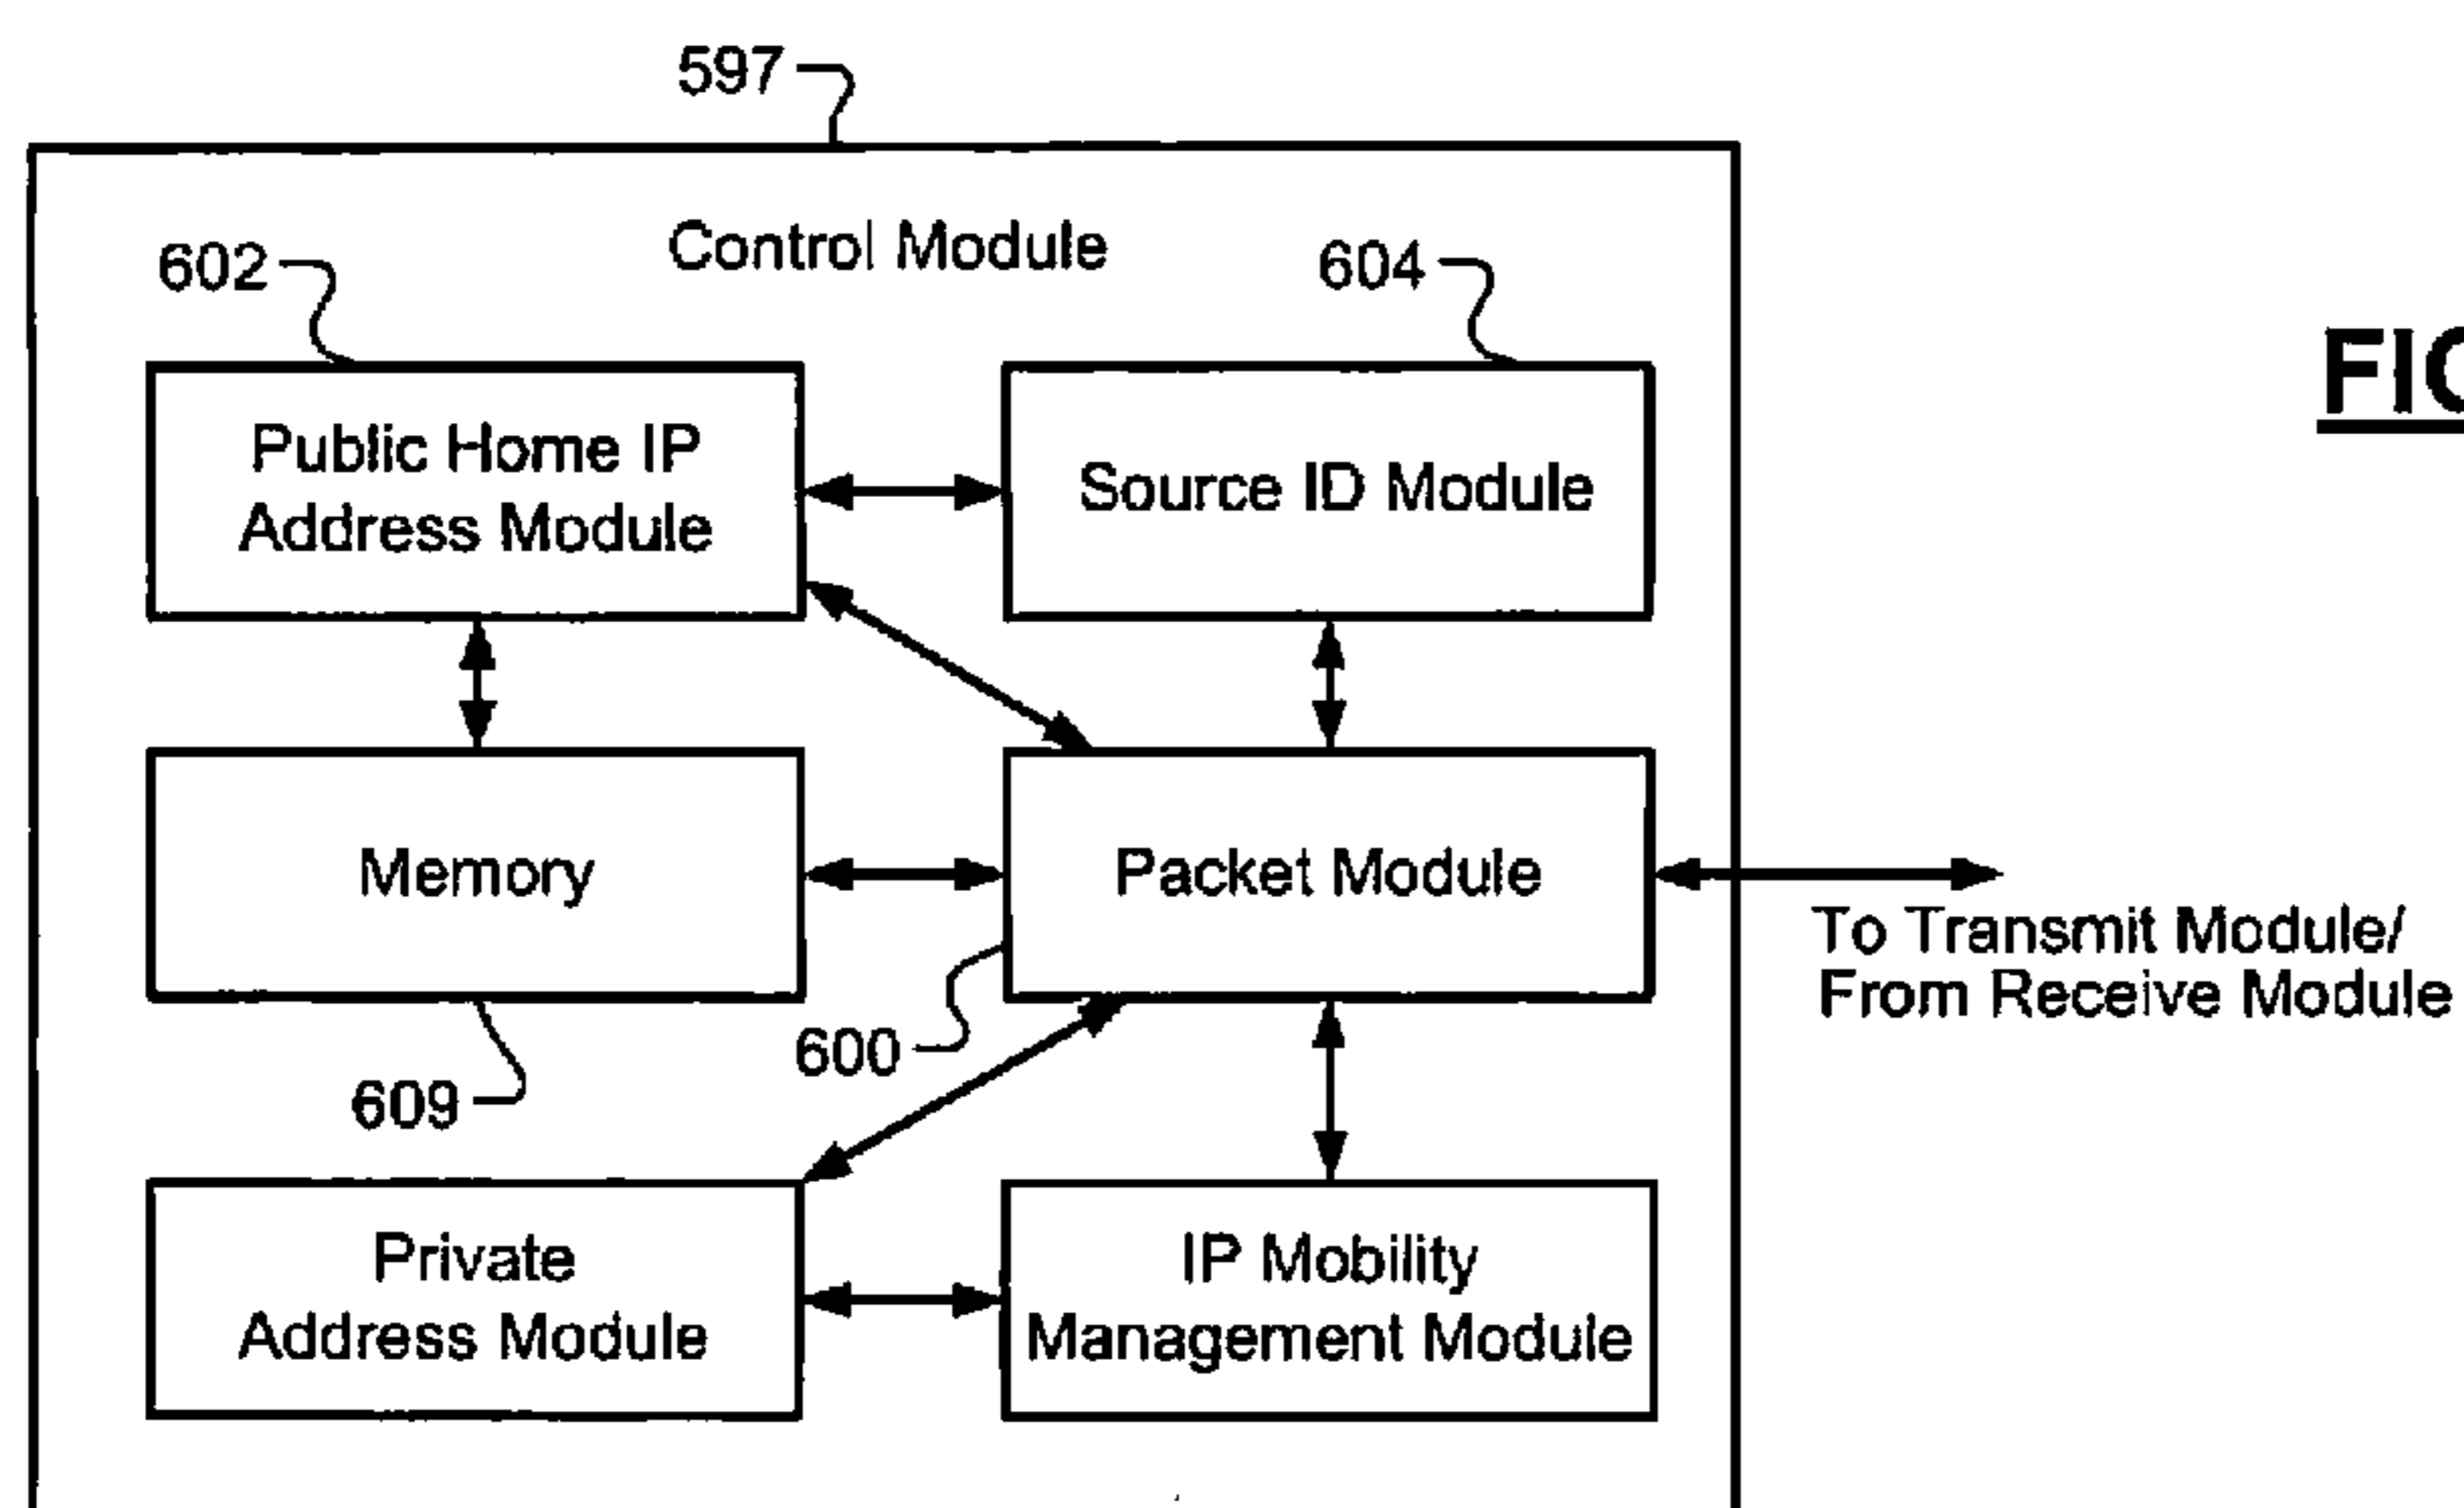 597
Control Module
602
604
FIG
Public Home IP
Address Module
Source ID Module
Memory
Packet Module
To Transmit Module/
From Receive Module
600
609
Private
Address Module
IP Mobility
Management Module